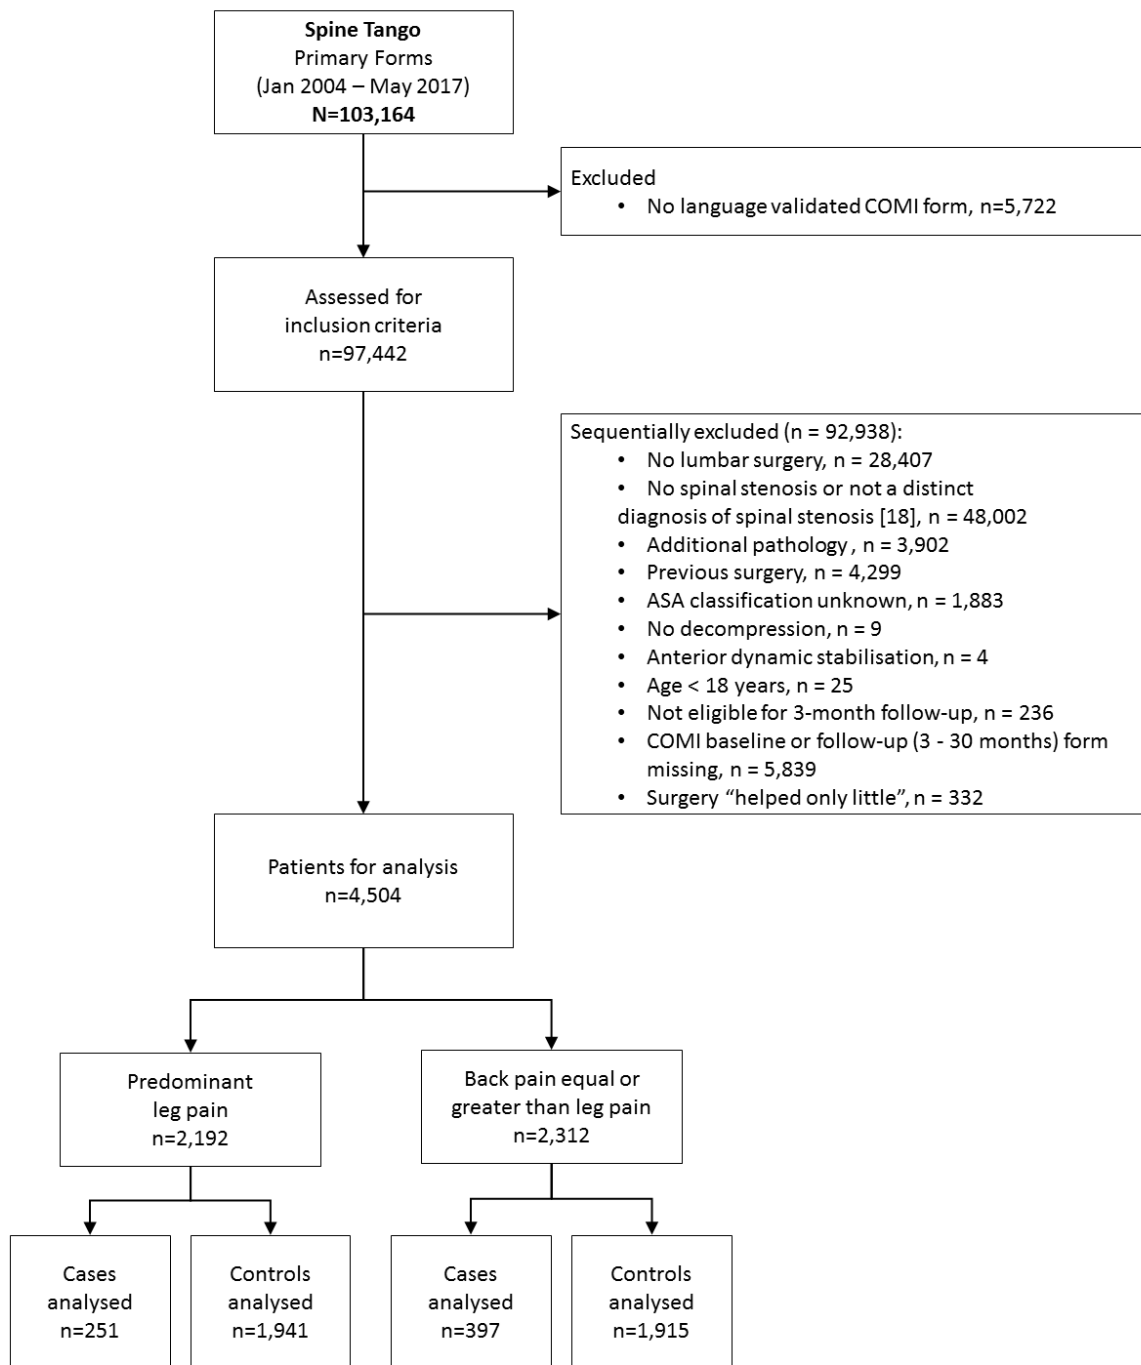 Spine Tango
Primary Forms
(Jan 2004 – May 2017)
N=103,164
Excluded
• No language validated COMI form, n=5,722
Assessed for
inclusion criteria
n=97,442
Sequentially excluded (n = 92,938):
• No lumbar surgery, n = 28,407
• No spinal stenosis or not a distinct
diagnosis of spinal stenosis [18], n = 48,002
• Additional pathology , n = 3,902
• Previous surgery, n = 4,299
• ASA classification unknown, n = 1,883
• No decompression, n = 9
• Anterior dynamic stabilisation, n = 4
• Age < 18 years, n = 25
• Not eligible for 3-month follow-up, n = 236
• COMI baseline or follow-up (3 - 30 months) form
missing, n = 5,839
• Surgery “helped only little”, n = 332
Patients for analysis
n=4,504
Predominant
leg pain
n=2,192
Back pain equal or
greater than leg pain
n=2,312
Cases
analysed
n=251
Controls
analysed
n=1,941
Cases
analysed
n=397
Controls
analysed
n=1,915